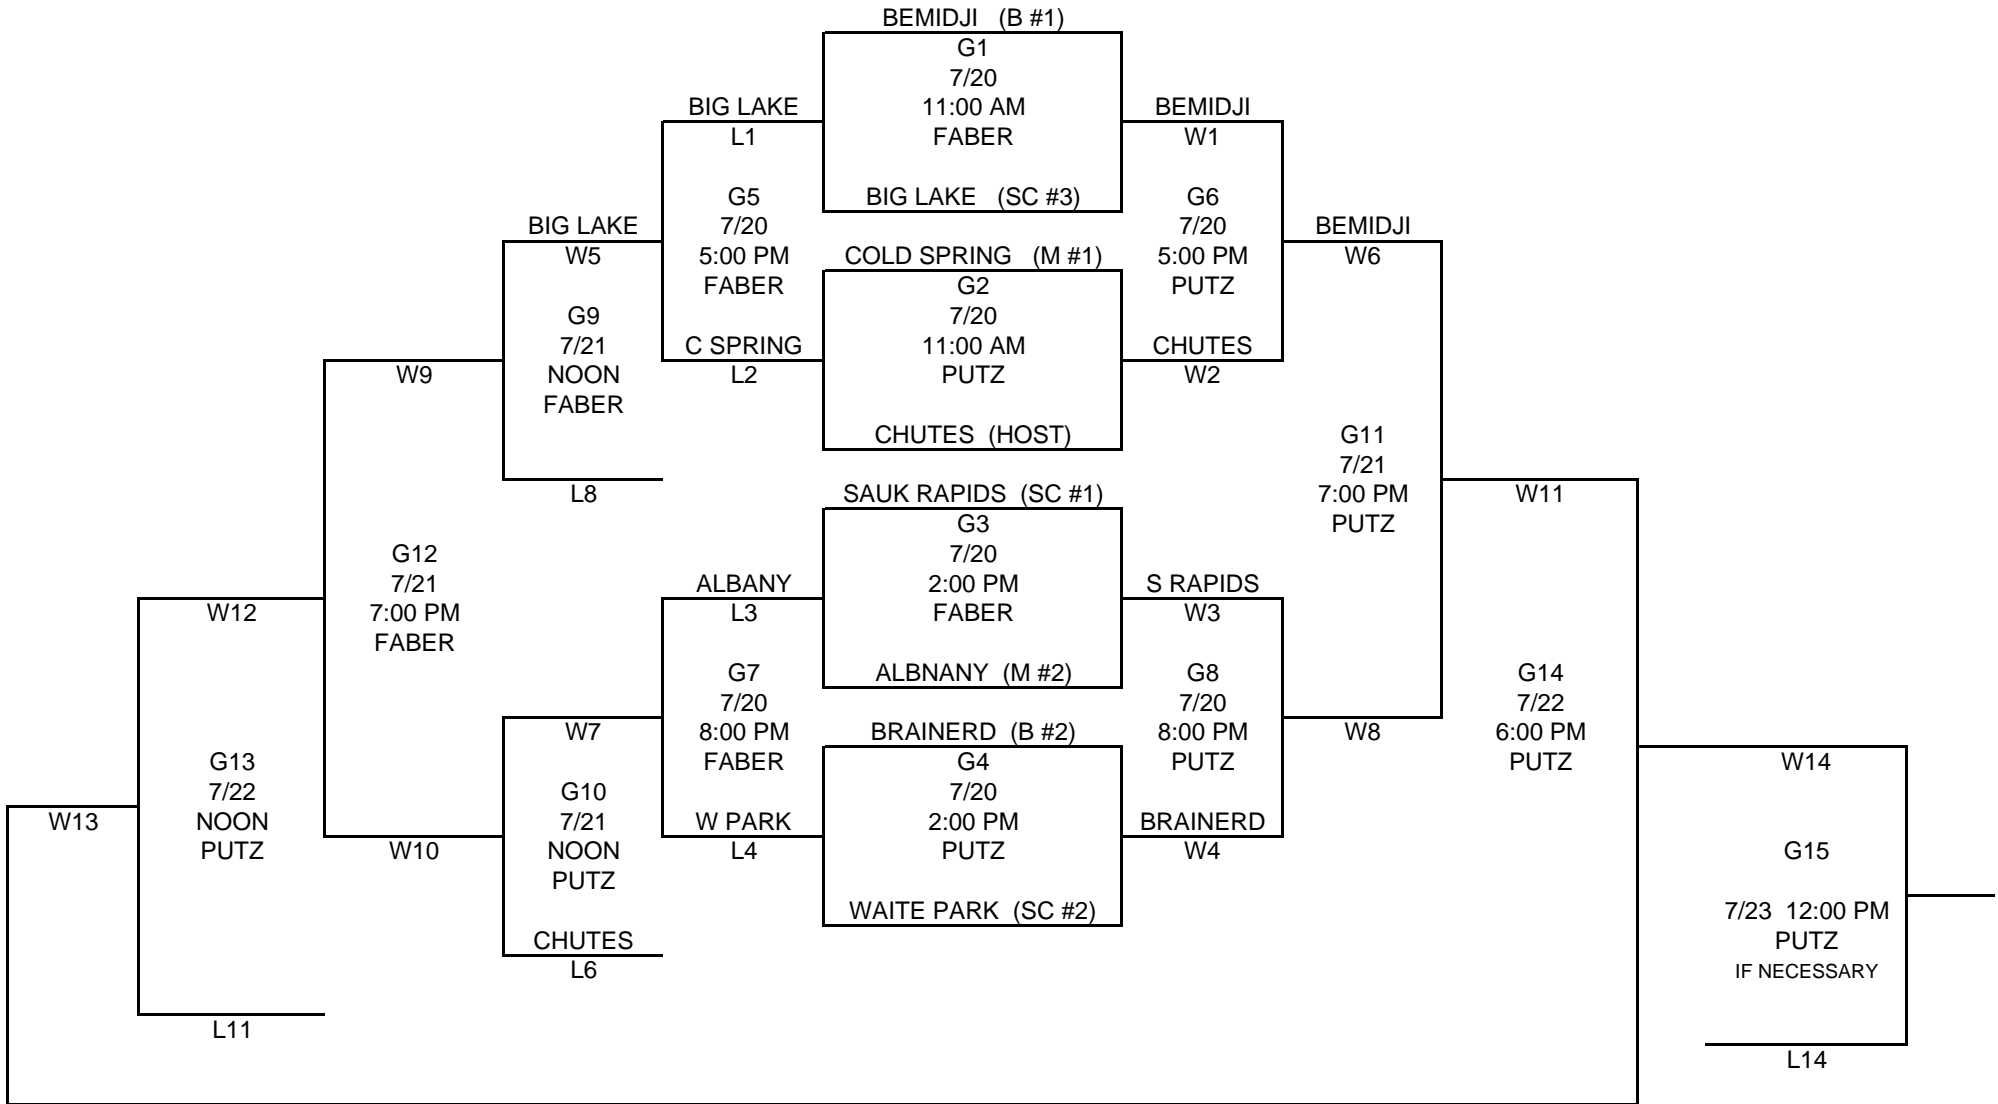 BEMIDJI (B #1)
G1
7/20
11:00 AM
FABER
BIG LAKE (SC #3)
BIG LAKE
L1
BEMIDJI
W1
G5
7/20
5:00 PM
FABER
G6
7/20
5:00 PM
PUTZ
BIG LAKE
W5
BEMIDJI
W6
COLD SPRING (M #1)
G2
7/20
11:00 AM
PUTZ
CHUTES (HOST)
C SPRING
L2
CHUTES
W2
G9
7/21
NOON
FABER
W9
L8
G11
7/21
7:00 PM
PUTZ
W11
SAUK RAPIDS (SC #1)
G3
7/20
2:00 PM
FABER
ALBNANY (M #2)
ALBANY
L3
S RAPIDS
W3
G12
7/21
7:00 PM
FABER
W12
G7
7/20
8:00 PM
FABER
G8
7/20
8:00 PM
PUTZ
W7
W8
BRAINERD (B #2)
G4
7/20
2:00 PM
PUTZ
WAITE PARK (SC #2)
W PARK
L4
BRAINERD
W4
G14
7/22
6:00 PM
PUTZ
G13
7/22
NOON
PUTZ
W13
W10
G10
7/21
NOON
PUTZ
CHUTES
L6
L11
W14
G15
7/23 12:00 PM
PUTZ
IF NECESSARY
L14